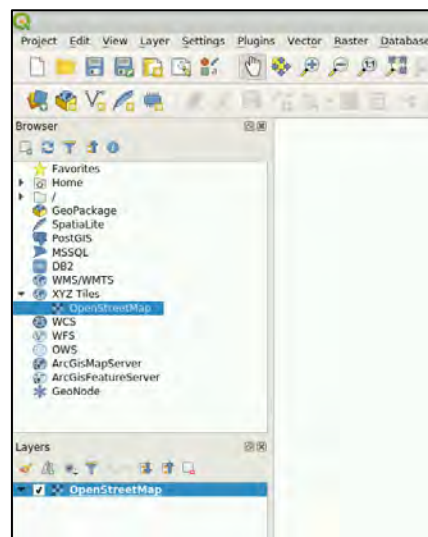 Project Edit View Layer Settings Plugins Vector Raster Database
Browser
Favorites
Home
/
GeoPackage
SpatiaLite
PostGIS
MSSQL
DB2
WMS/WMTS
XYZ Tiles
OpenStreetMap
WCS
WFS
OWS
ArcGisMapServer
ArcGisFeatureServer
GeoNode
Layers
OpenStreetMap